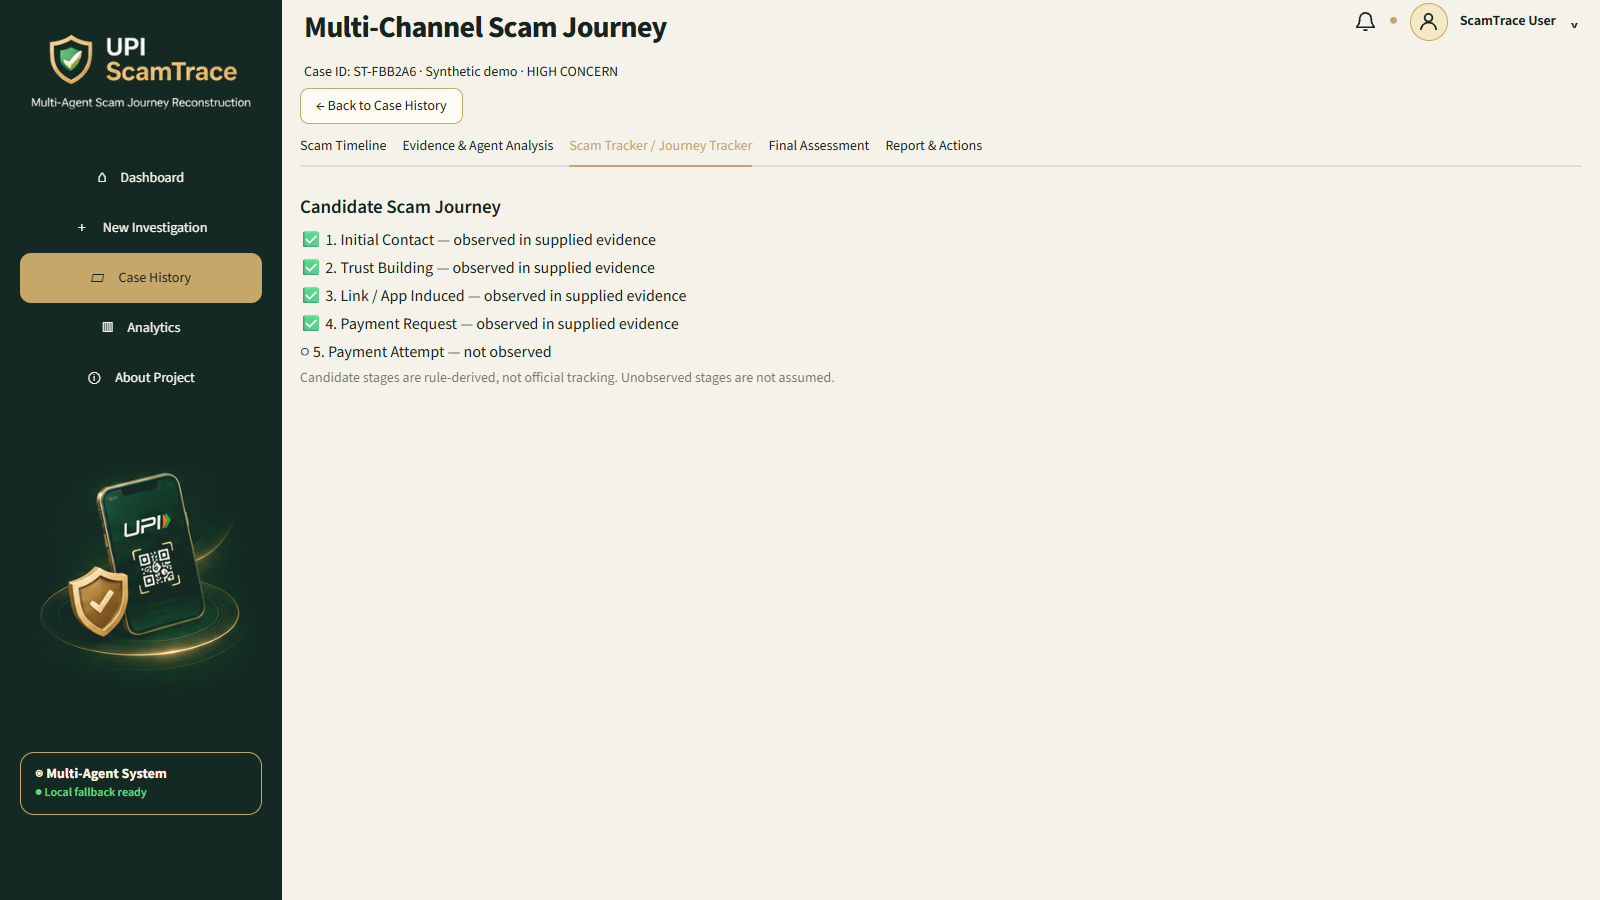 UPI
ScamTrace
Multi-Agent Scam Journey Reconstruction
Dashboard
+ New Investigation
Case History
Analytics
About Project
UPI
Multi-Agent System
Local fallback ready
Multi-Channel Scam Journey
ScamTrace User v
Case ID: ST-FBB2A6 · Synthetic demo · HIGH CONCERN
← Back to Case History
Scam Timeline Evidence & Agent Analysis Scam Tracker / Journey Tracker Final Assessment Report & Actions
Candidate Scam Journey
✅ 1. Initial Contact — observed in supplied evidence
✅ 2. Trust Building — observed in supplied evidence
✅ 3. Link / App Induced — observed in supplied evidence
✅ 4. Payment Request — observed in supplied evidence
○ 5. Payment Attempt — not observed
Candidate stages are rule-derived, not official tracking. Unobserved stages are not assumed.